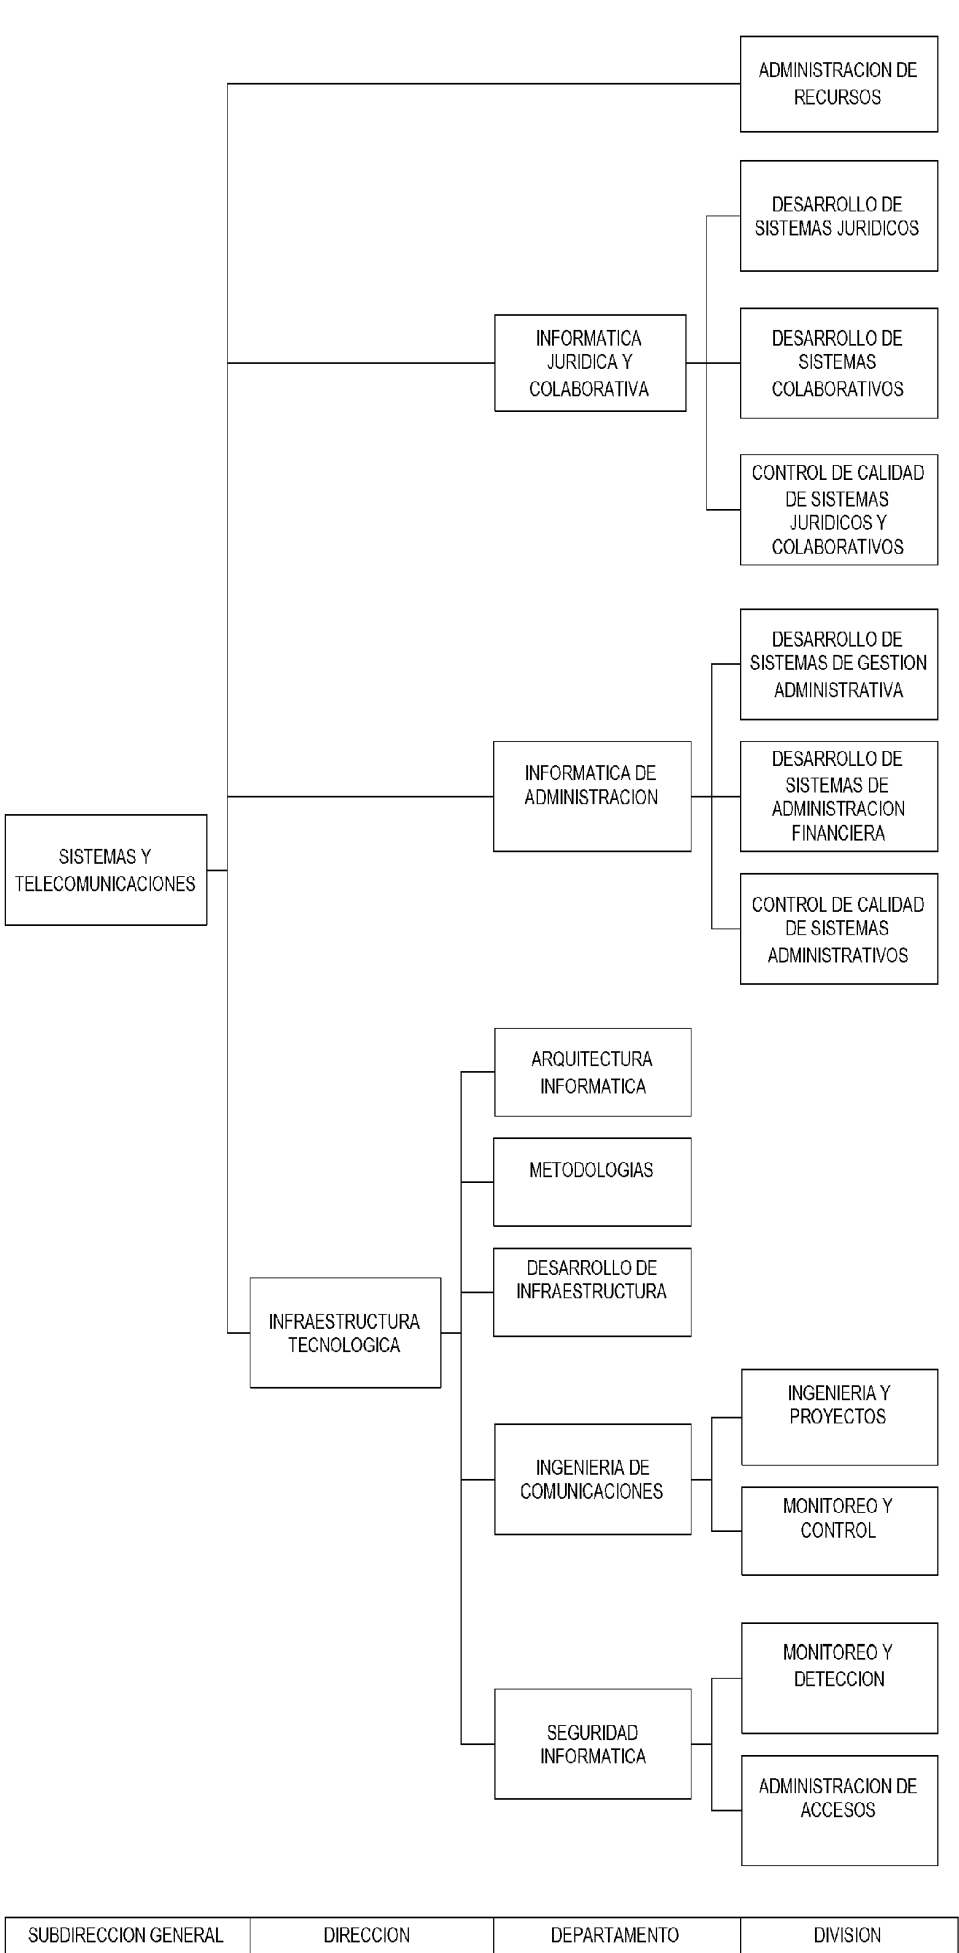 ADMINISTRACION DE
RECURSOS
DESARROLLO DE
SISTEMAS JURIDICOS
INFORMATICA
JURIDICA Y
COLABORATIVA
DESARROLLO DE
SISTEMAS
COLABORATIVOS
CONTROL DE CALIDAD
DE SISTEMAS
JURIDICOS Y
COLABORATIVOS
DESARROLLO DE
SISTEMAS DE GESTION
ADMINISTRATIVA
INFORMATICA DE
ADMINISTRACION
DESARROLLO DE
SISTEMAS DE
ADMINISTRACION
FINANCIERA
SISTEMAS Y
TELECOMUNICACIONES
CONTROL DE CALIDAD
DE SISTEMAS
ADMINISTRATIVOS
ARQUITECTURA
INFORMATICA
METODOLOGIAS
DESARROLLO DE
INFRAESTRUCTURA
INFRAESTRUCTURA
TECNOLOGICA
INGENIERIA Y
PROYECTOS
INGENIERIA DE
COMUNICACIONES
MONITOREO Y
CONTROL
MONITOREO Y
DETECCION
SEGURIDAD
INFORMATICA
ADMINISTRACION DE
ACCESOS
SUBDIRECCION GENERAL
DIRECCION
DEPARTAMENTO
DIVISION